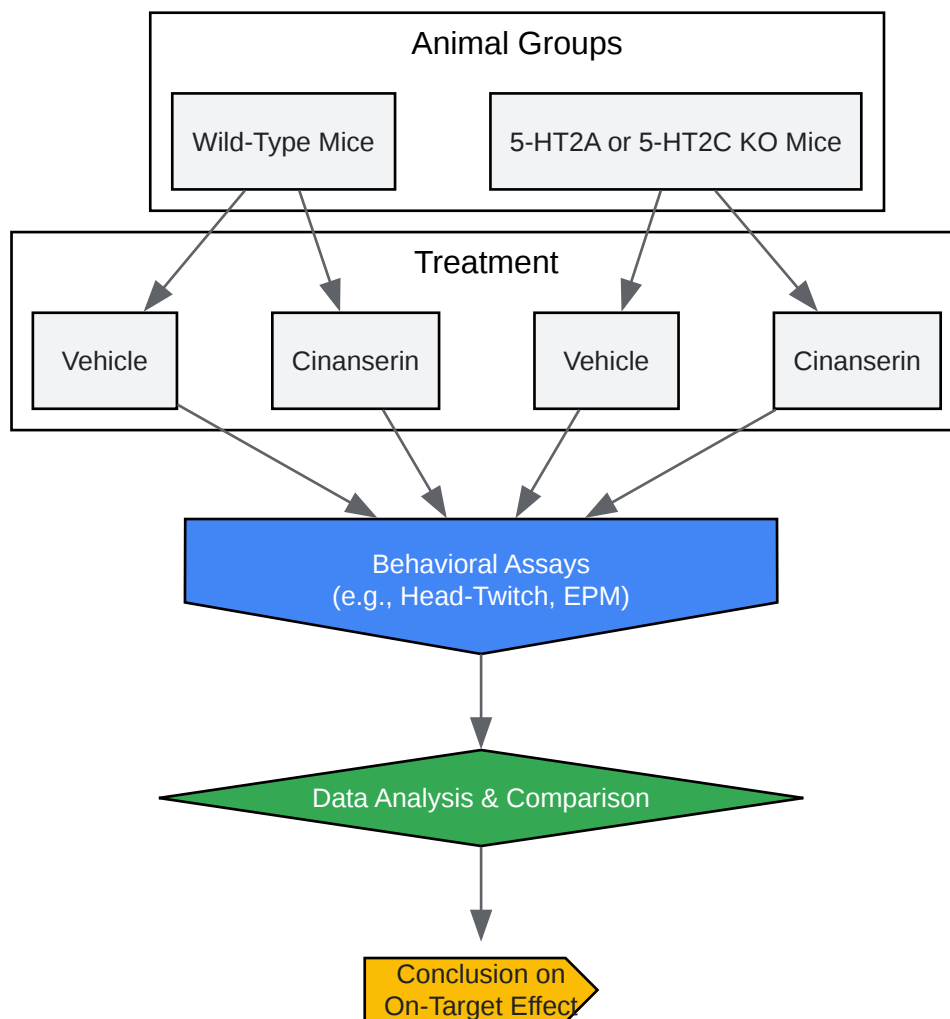 Animal Groups
Wild-Type Mice
5-HT2A or 5-HT2C KO Mice
Treatment
Vehicle
Cinanserin
Vehicle
Cinanserin
Behavioral Assays
(e.g., Head-Twitch, EPM)
Data Analysis & Comparison
Conclusion on
On-Target Effect